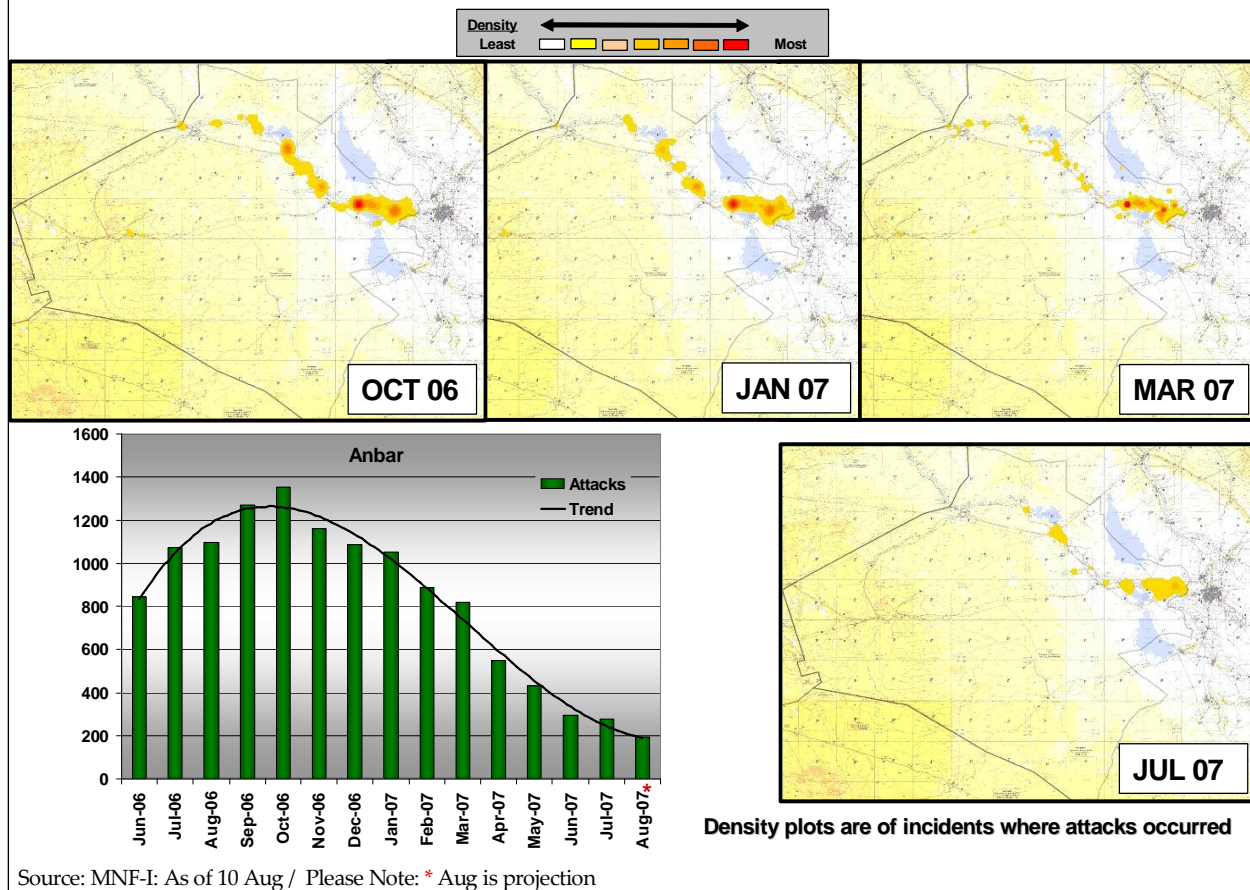 Density
Least Most
OCT 06
JAN 07
MAR 07
1600
1400
1200
1000
800
600
400
200
0
Anbar
Attacks
Trend
Jun-06
Jul-06
Aug-06
Sep-06
Oct-06
Nov-06
Dec-06
Jan-07
Feb-07
Mar-07
Apr-07
May-07
Jun-07
Jul-07
Aug-07*
JUL 07
Density plots are of incidents where attacks occurred
Source: MNF-I: As of 10 Aug / Please Note: * Aug is projection